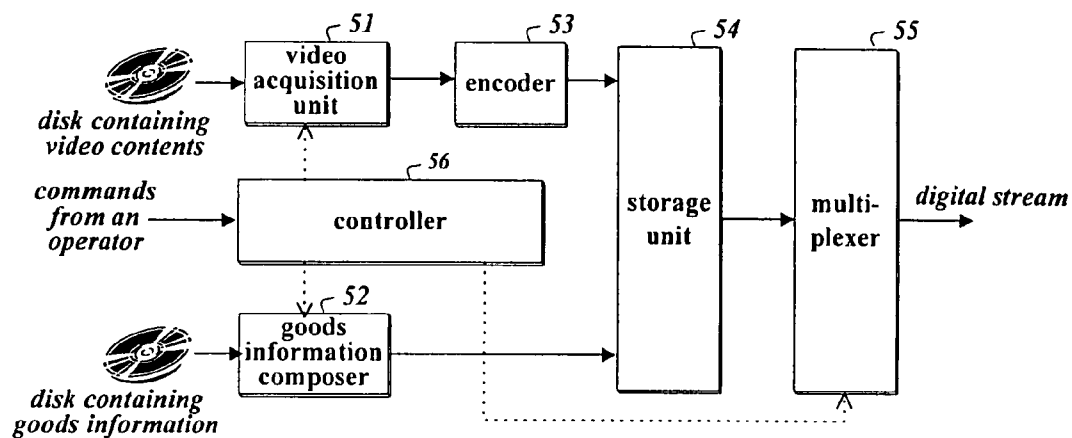 51
video
acquisition
unit
53
encoder
54
storage
unit
55
multi-
plexer
digital stream
disk containing
video contents
56
controller
commands
from an
operator
52
goods
information
composer
disk containing
goods information